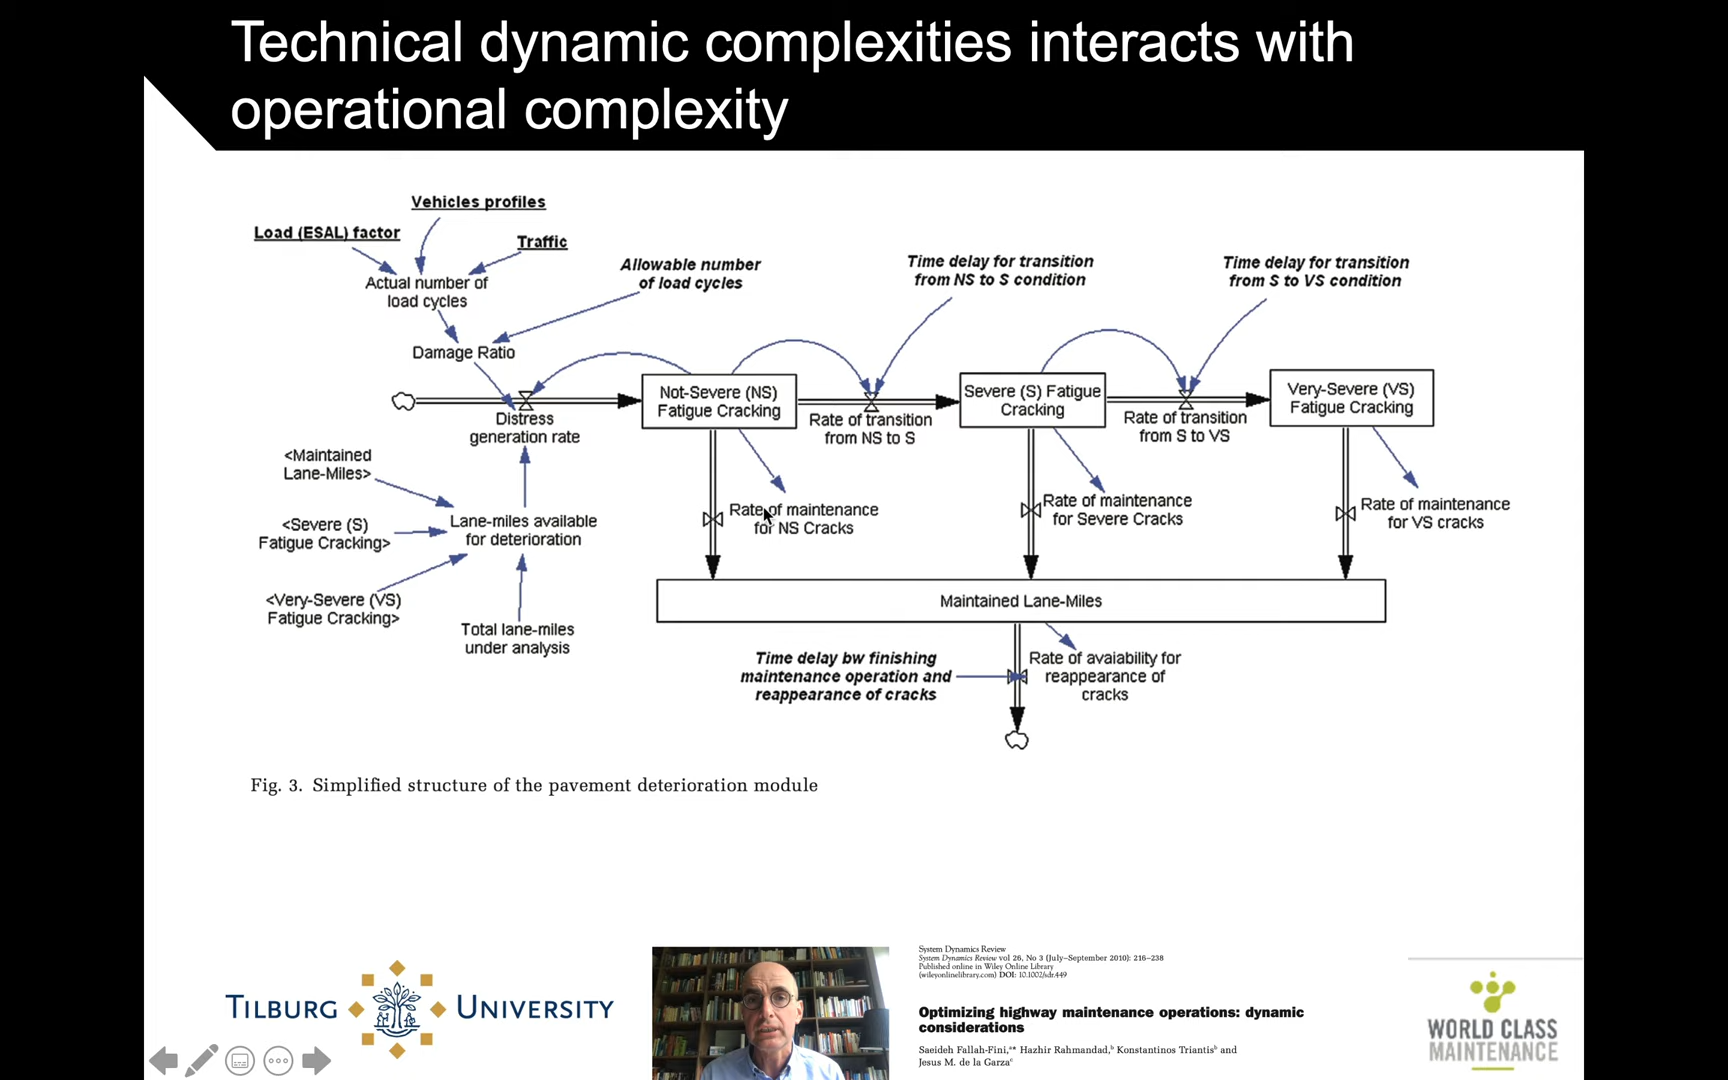 Technical dynamic complexities interacts with
operational complexity
Vehicles profiles
Load (ESAL) factor
Traffic
Actual number of
load cycles
Allowable number
of load cycles
Time delay for transition
from NS to S condition
Time delay for transition
from S to VS condition
Damage Ratio
Distress
generation rate
Not-Severe (NS)
Fatigue Cracking
Rate of transition
from NS to S
Severe (S) Fatigue
Cracking
Rate of transition
from S to VS
Very-Severe (VS)
Fatigue Cracking
<Maintained
Lane-Miles>
<Severe (S)
Fatigue Cracking>
<Very-Severe (VS)
Fatigue Cracking>
Lane-miles available
for deterioration
Total lane-miles
under analysis
Rate of maintenance
for NS Cracks
Rate of maintenance
for Severe Cracks
Rate of maintenance
for VS cracks
Maintained Lane-Miles
Time delay bw finishing
maintenance operation and
reappearance of cracks
Rate of avaiability for
reappearance of
cracks
Fig. 3. Simplified structure of the pavement deterioration module
TILBURG UNIVERSITY
System Dynamics Review
System Dynamics Review vol 26, No 3 (July–September 2010): 216–238
Published online in Wiley Online Library
(wileyonlinelibrary.com) DOI: 10.1002/sdr.449
Optimizing highway maintenance operations: dynamic
considerations
Saeideh Fallah-Fini,a* Hazhir Rahmandad,b Konstantinos Triantisb and
Jesus M. de la Garzac
WORLD CLASS
MAINTENANCE